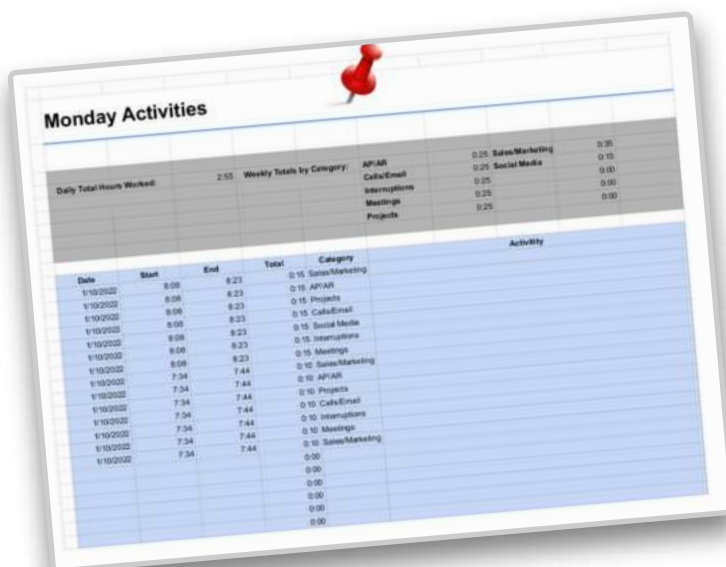 Monday Activities
Daily Total Hours Worked: 2:55 Weekly Totals by Category: AP/AR 0:25 Sales/Marketing 0:35
Calls/Email 0:25 Social Media 0:15
Interruptions 0:25 0:00
Meetings 0:25 0:00
Projects 0:25 0:00
Date Start End Total Category Activitity
1/10/2022 8:08 8:23 0:15 Sales/Marketing
1/10/2022 8:08 8:23 0:15 AP/AR
1/10/2022 8:08 8:23 0:15 Projects
1/10/2022 8:08 8:23 0:15 Calls/Email
1/10/2022 8:08 8:23 0:15 Social Media
1/10/2022 8:08 8:23 0:15 Interruptions
1/10/2022 8:08 8:23 0:15 Meetings
1/10/2022 7:34 7:44 0:10 Sales/Marketing
1/10/2022 7:34 7:44 0:10 AP/AR
1/10/2022 7:34 7:44 0:10 Projects
1/10/2022 7:34 7:44 0:10 Calls/Email
1/10/2022 7:34 7:44 0:10 Interruptions
1/10/2022 7:34 7:44 0:10 Meetings
1/10/2022 7:34 7:44 0:10 Sales/Marketing
0:00
0:00
0:00
0:00
0:00
0:00